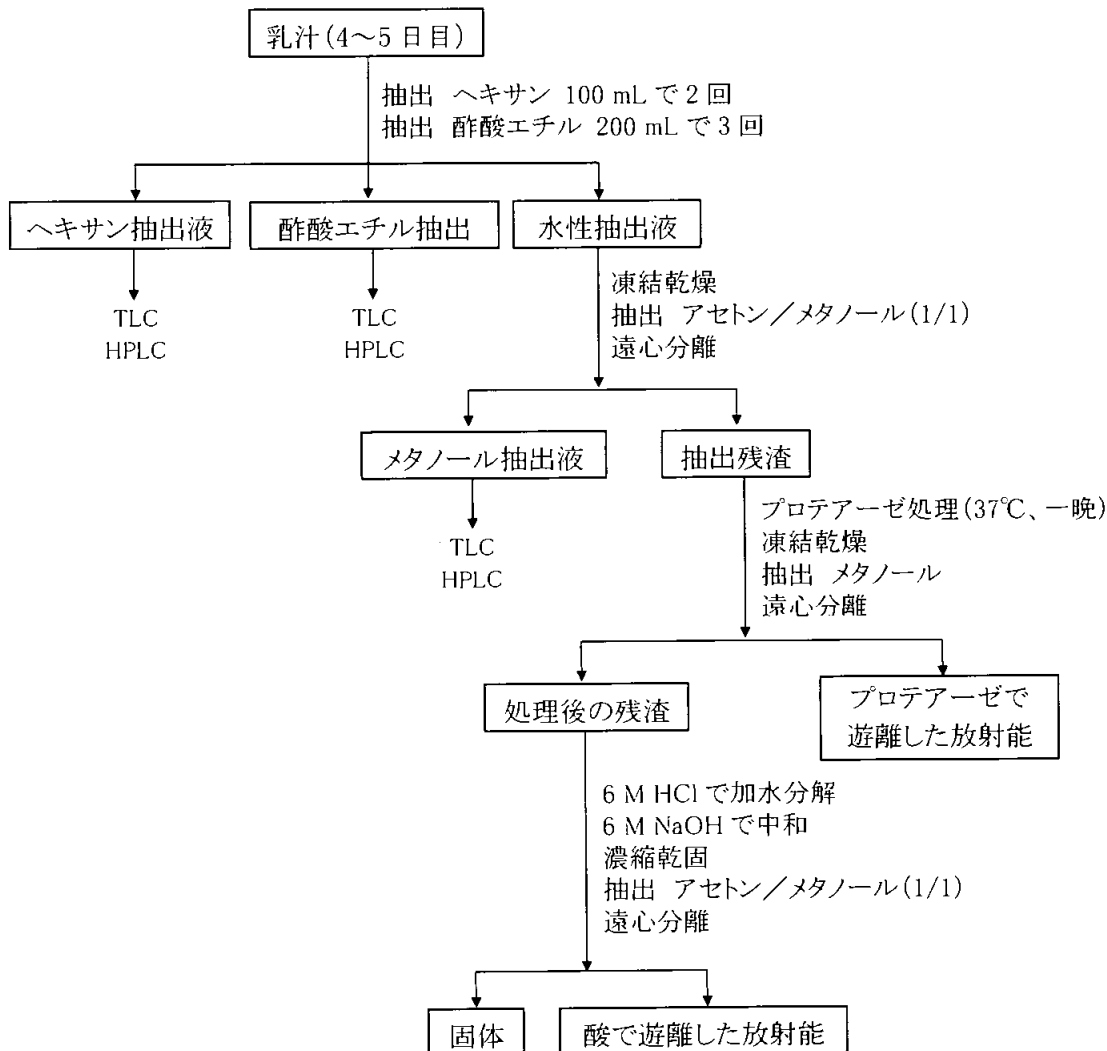 乳汁(4～5日目)
抽出 ヘキサン 100 mL で 2 回
抽出 酢酸エチル 200 mL で 3 回
ヘキサン抽出液
酢酸エチル抽出
水性抽出液
TLC
HPLC
TLC
HPLC
凍結乾燥
抽出 アセトン／メタノール(1/1)
遠心分離
メタノール抽出液
抽出残渣
TLC
HPLC
プロテアーゼ処理(37℃、一晩)
凍結乾燥
抽出 メタノール
遠心分離
処理後の残渣
プロテアーゼで
遊離した放射能
6 M HCl で加水分解
6 M NaOH で中和
濃縮乾固
抽出 アセトン／メタノール(1/1)
遠心分離
固体
酸で遊離した放射能